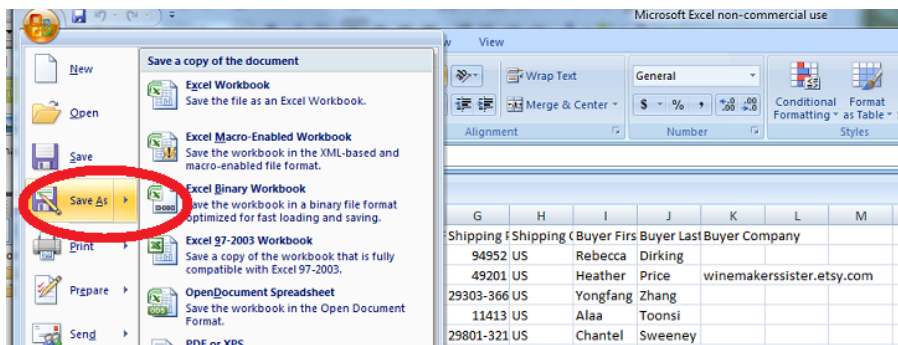 Microsoft Excel non-commercial use
View
New
Open
Save
Save As
Print
Prepare
Send
Save a copy of the document
Excel Workbook
Save the file as an Excel Workbook.
Excel Macro-Enabled Workbook
Save the workbook in the XML-based and
macro-enabled file format.
Excel Binary Workbook
Save the workbook in a binary file format
optimized for fast loading and saving.
Excel 97-2003 Workbook
Save a copy of the workbook that is fully
compatible with Excel 97-2003.
OpenDocument Spreadsheet
Save the workbook in the Open Document
Format.
PDF or XPS
Wrap Text
General
Merge & Center
$ % ,
Conditional Format
Formatting as Table
Alignment
Number
Styles
G H I J K L M
Shipping Shipping Buyer Firs Buyer Last Buyer Company
94952 US Rebecca Dirking
49201 US Heather Price winemakerssister.etsy.com
29303-366 US Yongfang Zhang
11413 US Alaa Toonsi
29801-321 US Chantel Sweeney